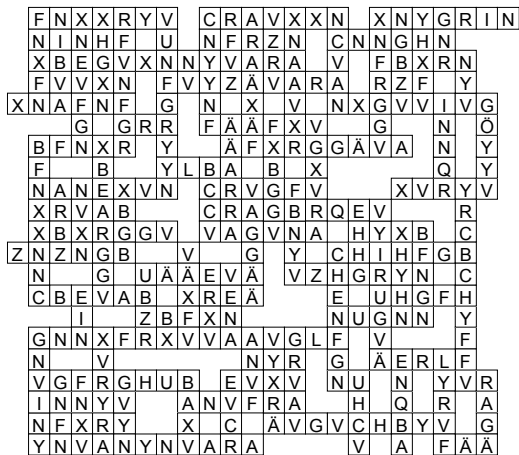 FNXXRYV CRAVXXN XNYGRIN
NINHF U NFRZN CNNGHN
XBEGVXNNYVARA V FBXRN
FVVXN FVYZÄVARA RZF Y
XNAFNF G N X V NXGVVIVG
G GRR FÄÄFXV G N Ö
BFNXR Y ÄFXRGGÄVA N Y
F B YLBA B X Q Y
NANEXVN CRVGFV XVRYV
XRVAB CRAGBRQEV R
XBXRGGV VAGVNA HYXB C
ZNZNGB V G Y CHIHFGB
N G UÄÄEVÄ VZHGRYN C
CBEVAB XREÄ E UHGFH
I ZBFXN NUGNN Y
GNNXFRXVVAAVGLF V F
N V NYR G ÄERLF
VGFRGHUB EVXV NU N YVR
INNYV ANVFRA H Q R A
NFXRY X C ÄVGVCHBYV G
YNVANYNVARA V A FÄÄ